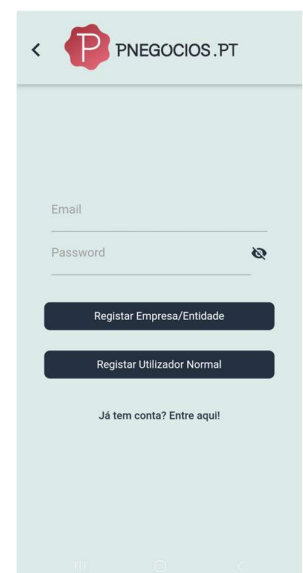 P PNEGOCIOS.PT
Email
Password
Registar Empresa/Entidade
Registar Utilizador Normal
Já tem conta? Entre aqui!